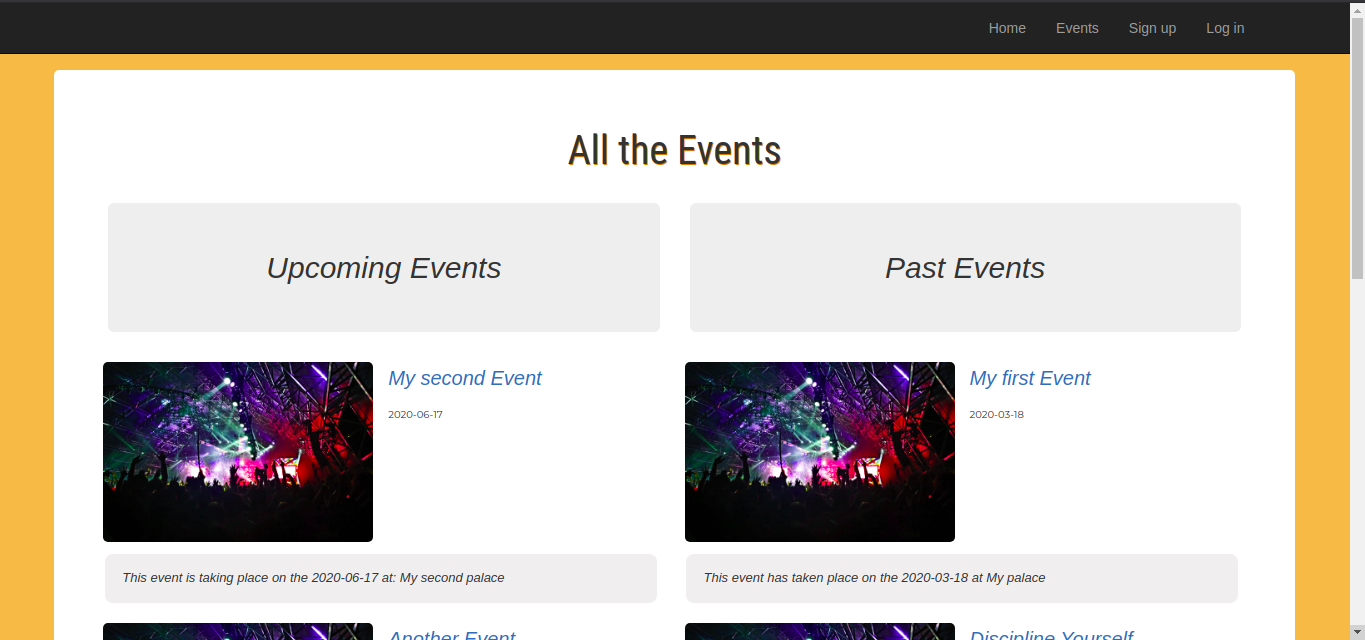 Home Events Sign up Log in
All the Events
Upcoming Events
Past Events
My second Event
2020-06-17
This event is taking place on the 2020-06-17 at: My second palace
My first Event
2020-03-18
This event has taken place on the 2020-03-18 at My palace
Another Event
Discipline Yourself